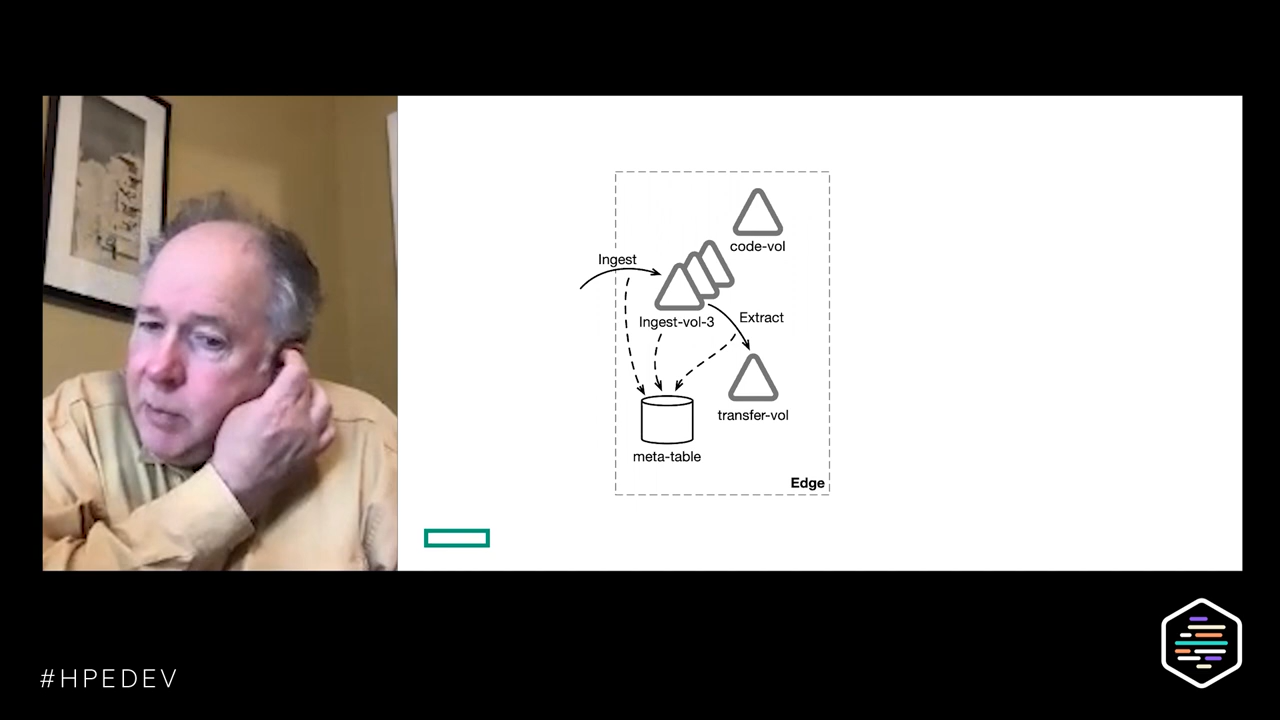 code-vol
Ingest
Ingest-vol-3
Extract
transfer-vol
meta-table
Edge
#HPEDEV